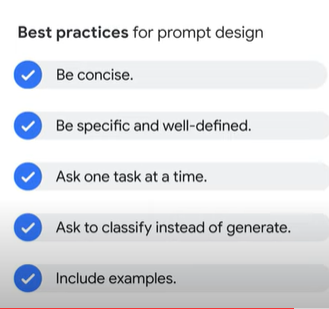 Best practices for prompt design
Be concise.
Be specific and well-defined.
Ask one task at a time.
Ask to classify instead of generate.
Include examples.